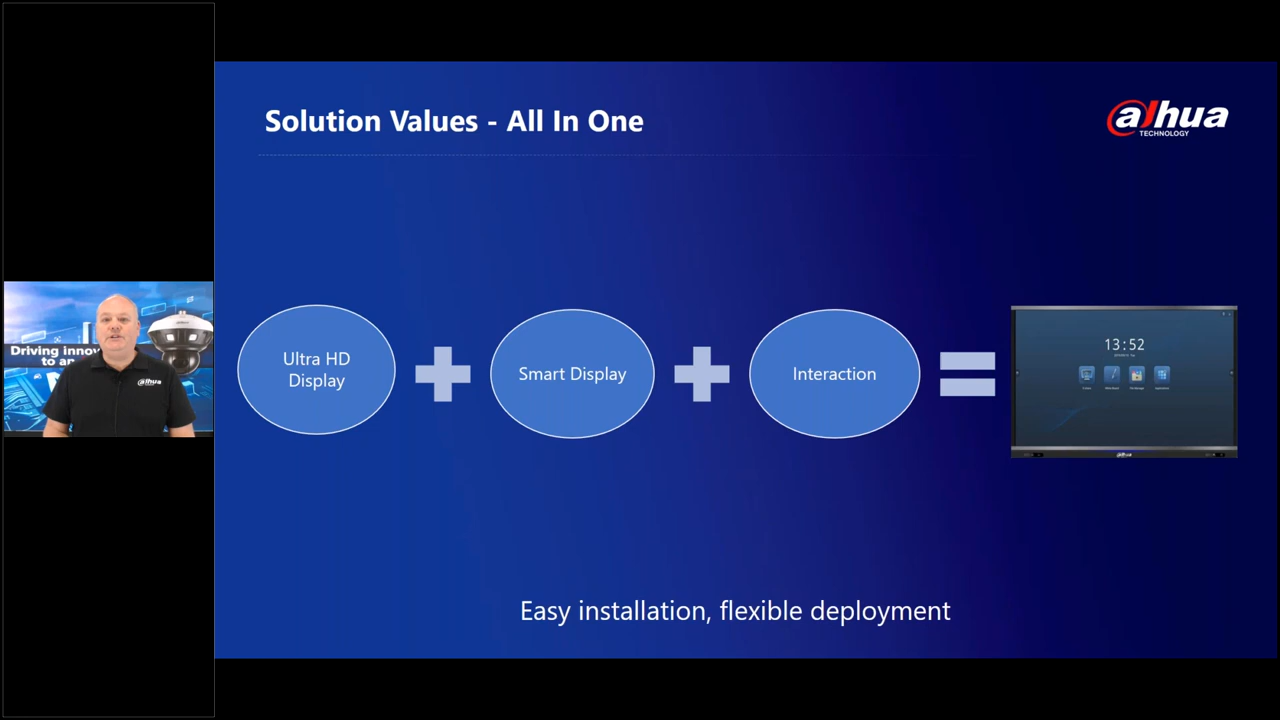 Solution Values - All In One
alhua
TECHNOLOGY
Ultra HD
Display
Smart Display
Interaction
13:52
alhua
Driving innov
to an
alhua
Easy installation, flexible deployment